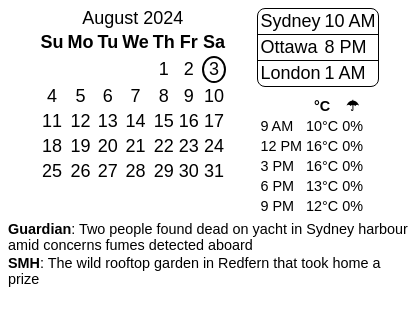 August 2024
Su Mo Tu We Th Fr Sa
1 2 3
4 5 6 7 8 9 10
11 12 13 14 15 16 17
18 19 20 21 22 23 24
25 26 27 28 29 30 31
Sydney 10 AM
Ottawa 8 PM
London 1 AM
°C ☂
9 AM 10°C 0%
12 PM 16°C 0%
3 PM 16°C 0%
6 PM 13°C 0%
9 PM 12°C 0%
Guardian: Two people found dead on yacht in Sydney harbour
amid concerns fumes detected aboard
SMH: The wild rooftop garden in Redfern that took home a
prize